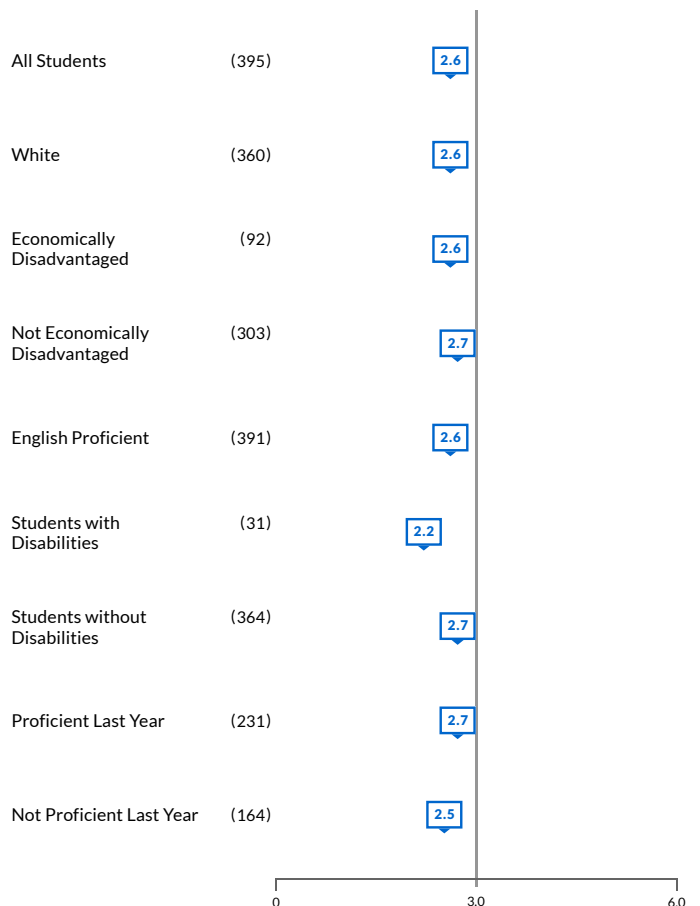 All Students (395) 2.6
White (360) 2.6
Economically
Disadvantaged (92) 2.6
Not Economically
Disadvantaged (303) 2.7
English Proficient (391) 2.6
Students with
Disabilities (31) 2.2
Students without
Disabilities (364) 2.7
Proficient Last Year (231) 2.7
Not Proficient Last Year (164) 2.5
0 3.0 6.0